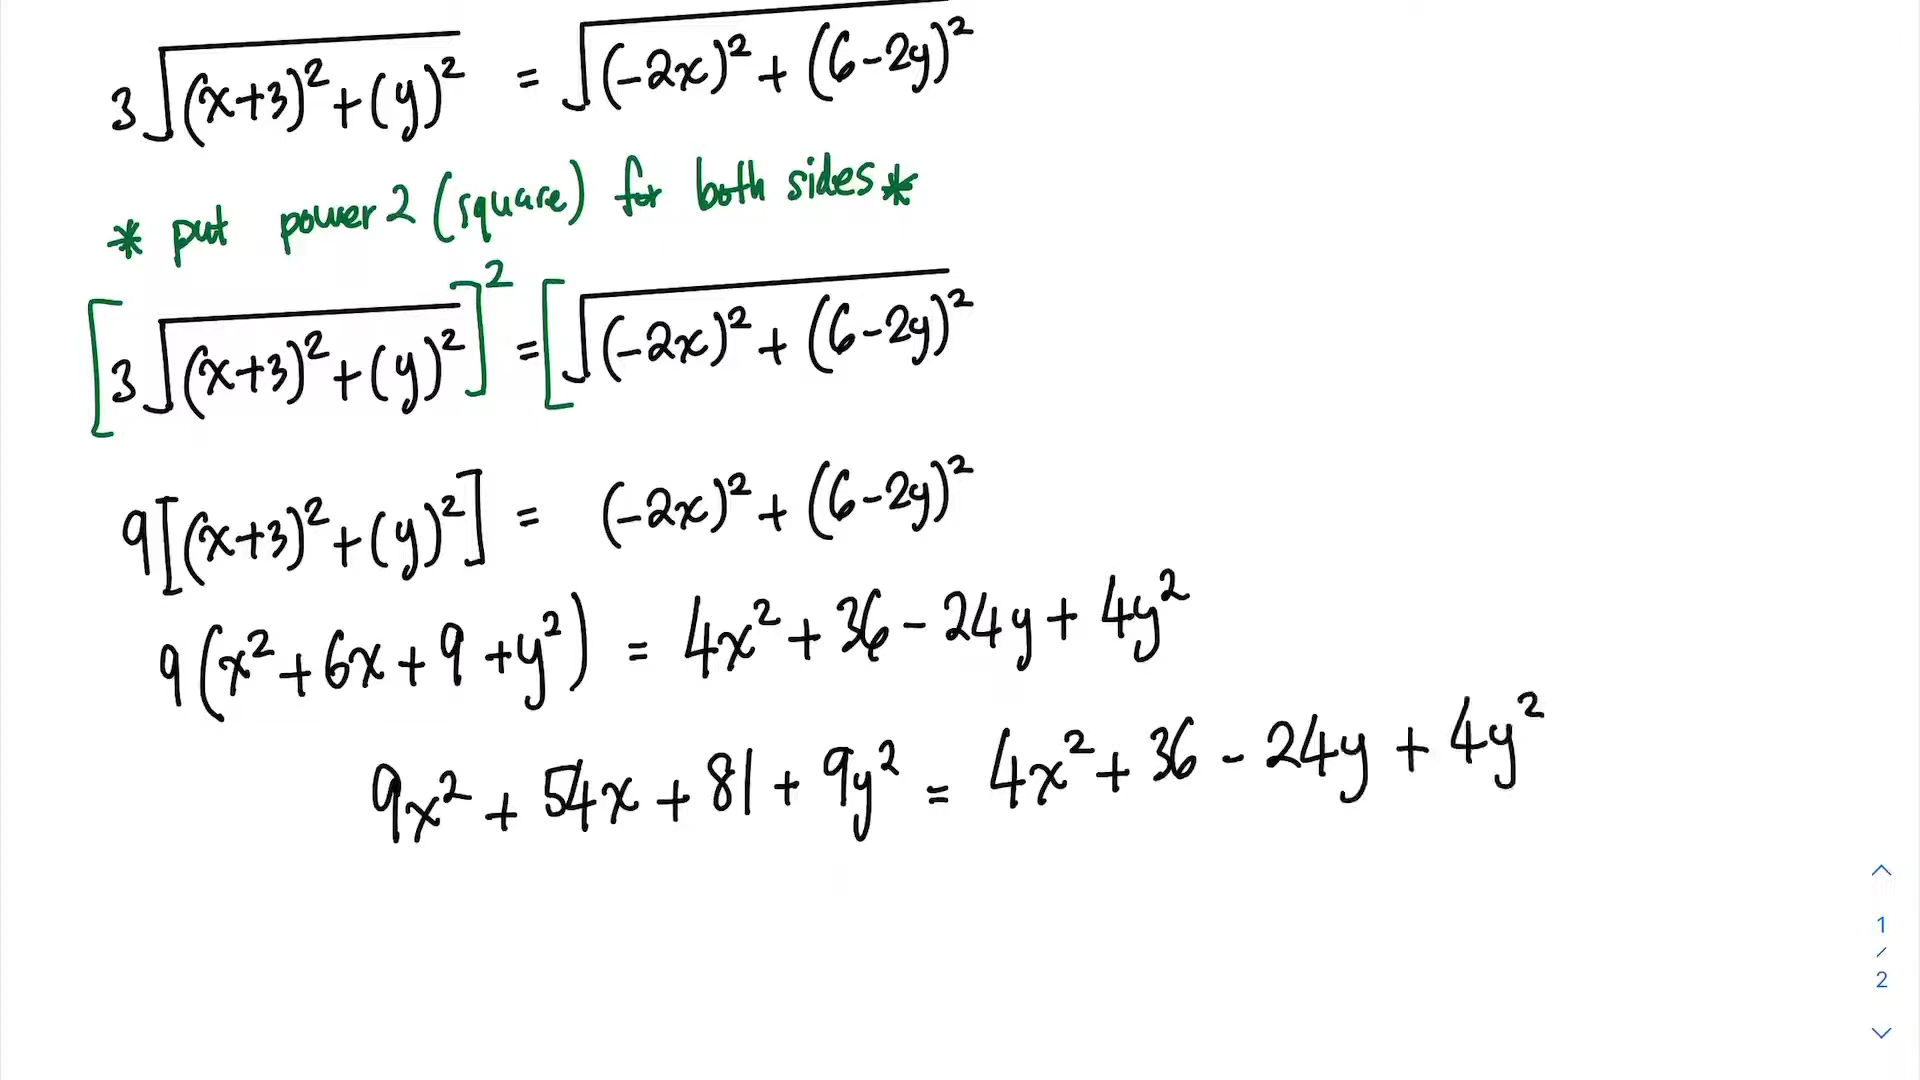 3√((x+3)²+(y)²) = √((-2x)²+(6-2y)²)
* put power 2 (square) for both sides *
[3√((x+3)²+(y)²)]² = [√((-2x)²+(6-2y)²)
9[(x+3)²+(y)²] = (-2x)²+(6-2y)²
9(x²+6x+9+y²) = 4x²+36-24y+4y²
9x²+54x+81+9y² = 4x²+36-24y+4y²
1
/
2